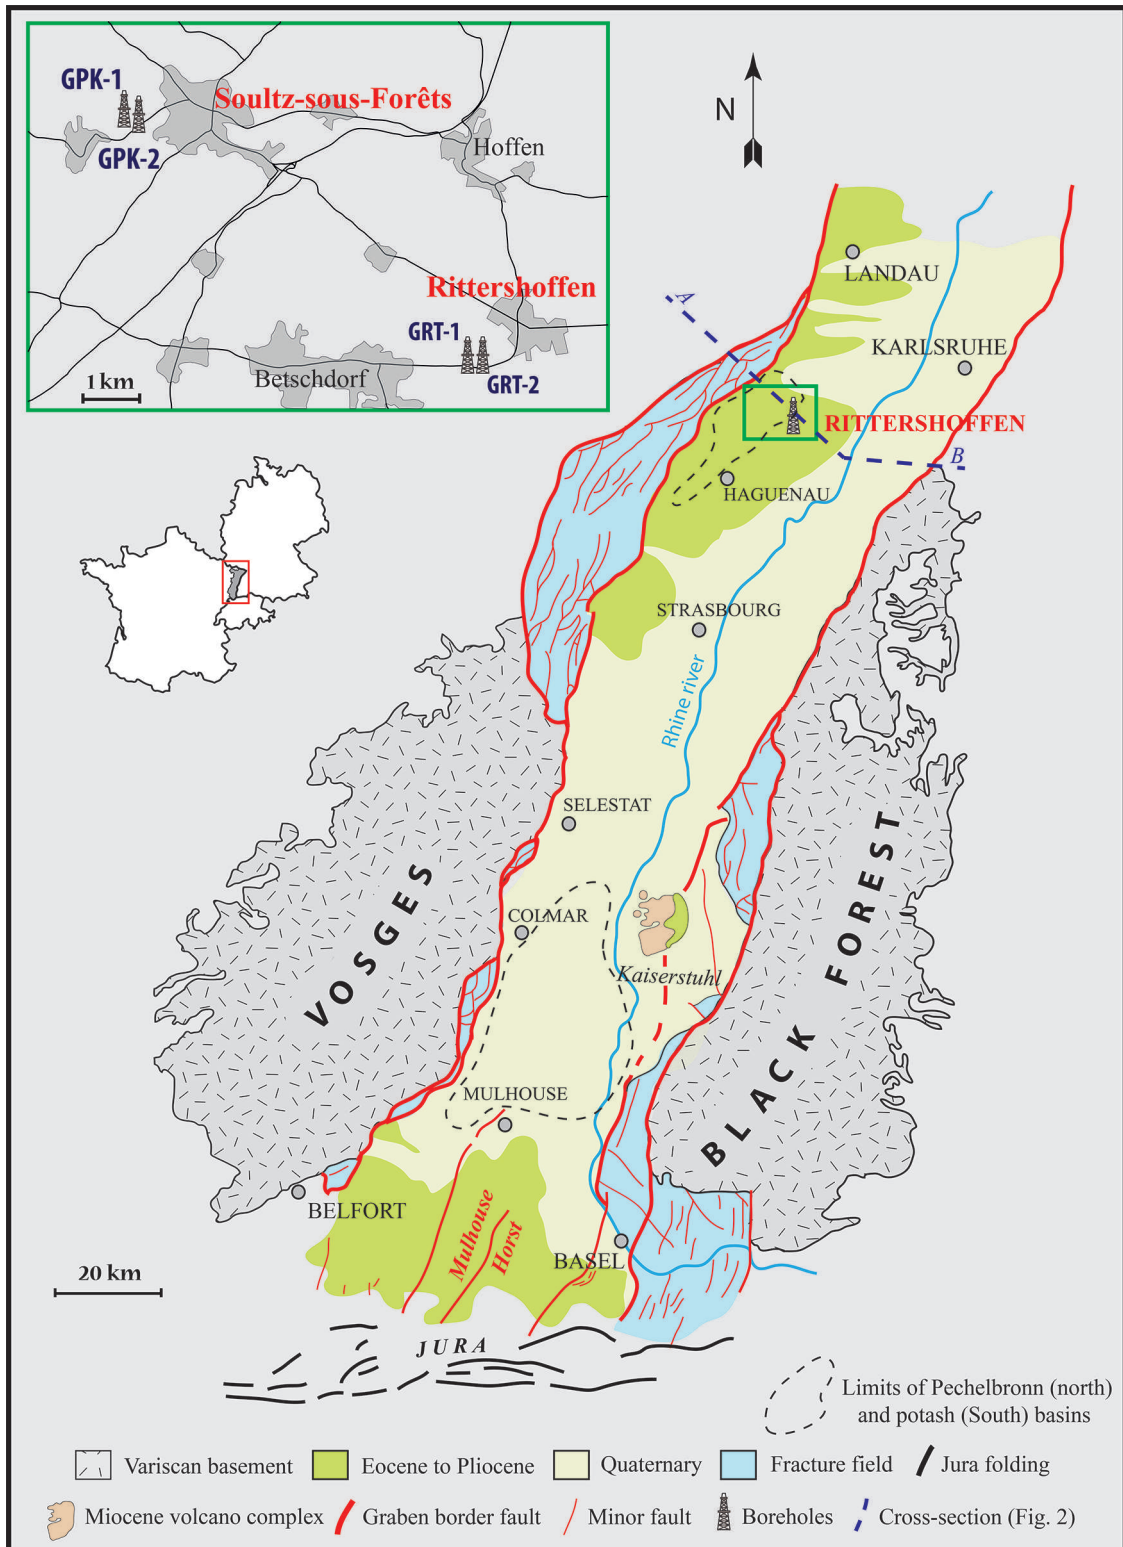 GPK-1
Soultz-sous-Forêts
GPK-2
Hoffen
Rittershoffen
GRT-1
Betschdorf
GRT-2
1 km
N
LANDAU
A
KARLSRUHE
RITTERSHOFFEN
B
HAGUENAU
STRASBOURG
Rhine river
SELESTAT
COLMAR
VOSGES
BLACK FOREST
Kaiserstuhl
MULHOUSE
BELFORT
Mulhouse
Horst
BASEL
20 km
JURA
Limits of Pechelbronn (north)
and potash (South) basins
Variscan basement
Eocene to Pliocene
Quaternary
Fracture field
Jura folding
Miocene volcano complex
Graben border fault
Minor fault
Boreholes
Cross-section (Fig. 2)